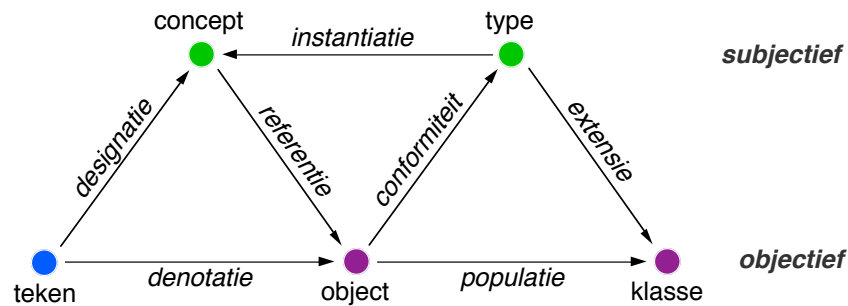 concept
type
instantiatie
subjectief
designatie
referentie
conformiteit
extensie
teken
denotatie
object
populatie
klasse
objectief